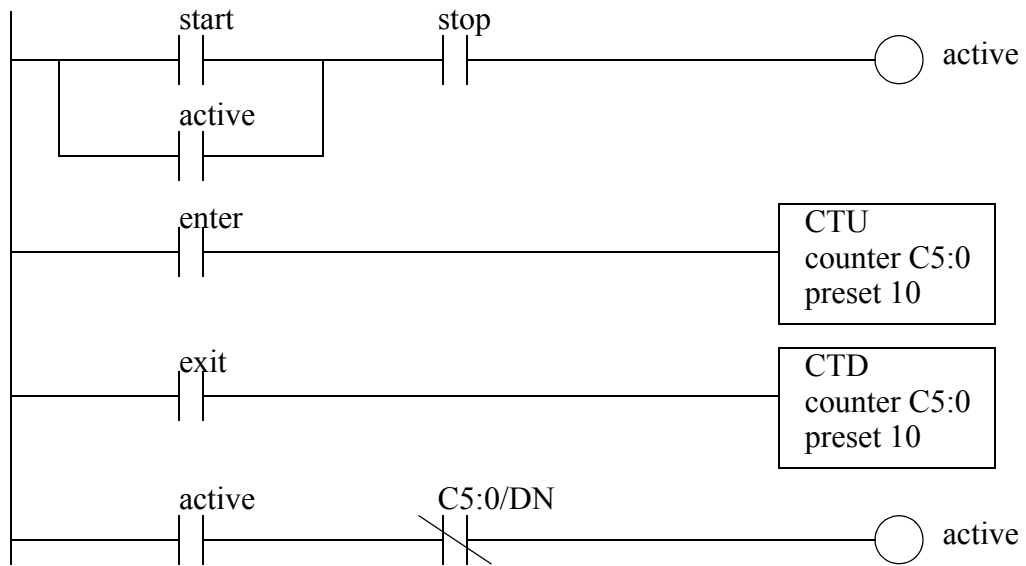 start
stop
active
active
enter
CTU
counter C5:0
preset 10
exit
CTD
counter C5:0
preset 10
active
C5:0/DN
active